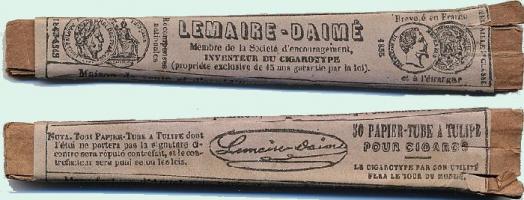 Récompenses nationales
LEMAIRE-DAIMÉ
Membre de la Société d'encouragement,
INVENTEUR DU CIGAROTYPE
(propriété exclusive de 15 ans garantie par la loi).
Breveté en France
1855
et à l'étranger
Maison
NOTA. Tout PAPIER-TUBE A TULIPE dont
l'étui ne portera pas la signature ci-
contre sera réputé contrefait, et le con-
trefacteur sera puni selon les lois.
Lemaire-Daimé
50 PAPIER-TUBE A TULIPE
POUR CIGARES
LE CIGAROTYPE PAR SON UTILITÉ
FERA LE TOUR DU MONDE.